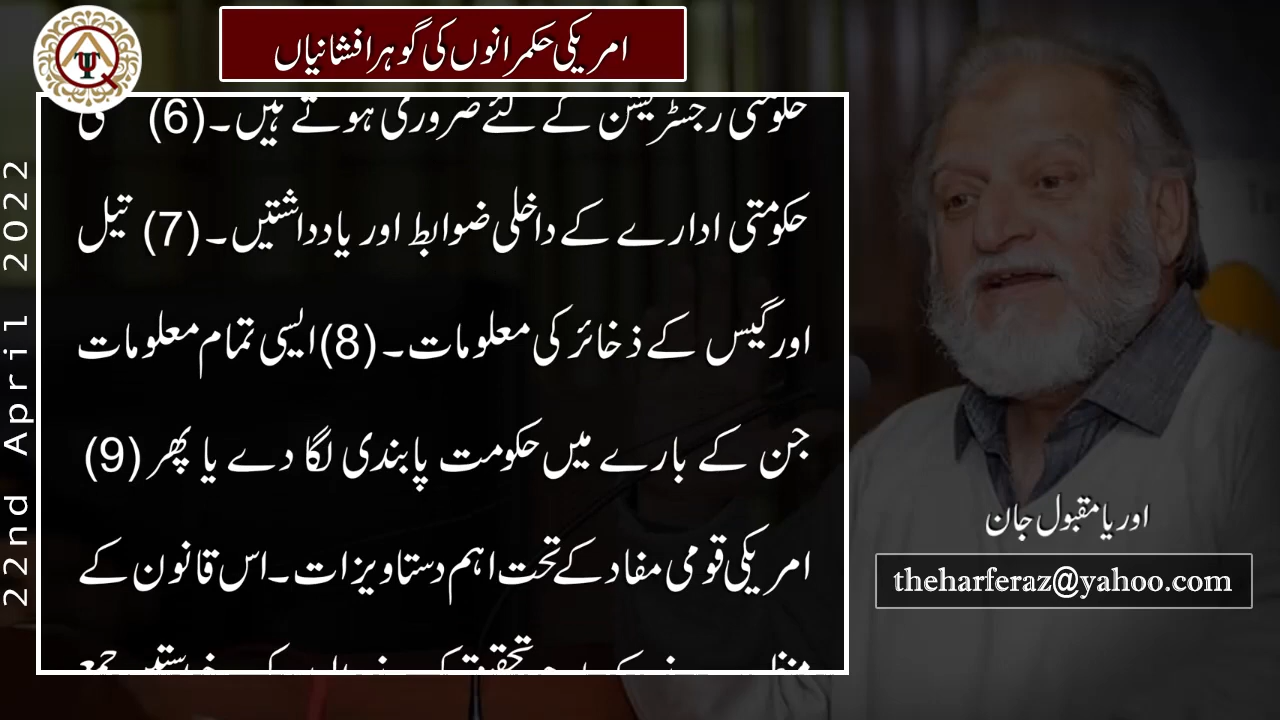 امریکی حکمرانوں کی گوہر افشانیاں
حکومتی رجسٹریشن کے لئے ضروری ہوتے ہیں۔ (6)
حکومتی ادارے کے داخلی ضوابط اور یادداشتیں۔ (7) تیل
اور گیس کے ذخائر کی معلومات۔ (8) ایسی تمام معلومات
جن کے بارے میں حکومت پابندی لگا دے یا پھر (9)
امریکی قومی مفاد کے تحت اہم دستاویزات۔ اس قانون کے
22nd April 2022
اوریا مقبول جان
theharferaz@yahoo.com